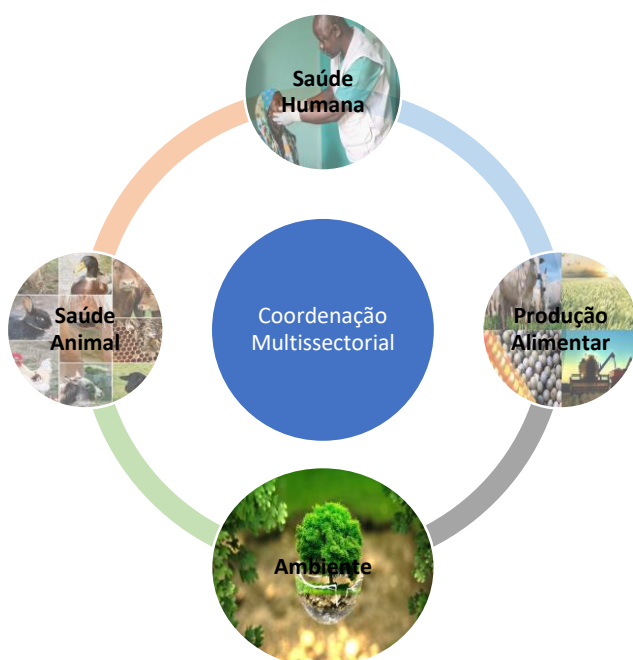 Saúde
Humana
Saúde
Animal
Coordenação
Multissectorial
Produção
Alimentar
Ambiente